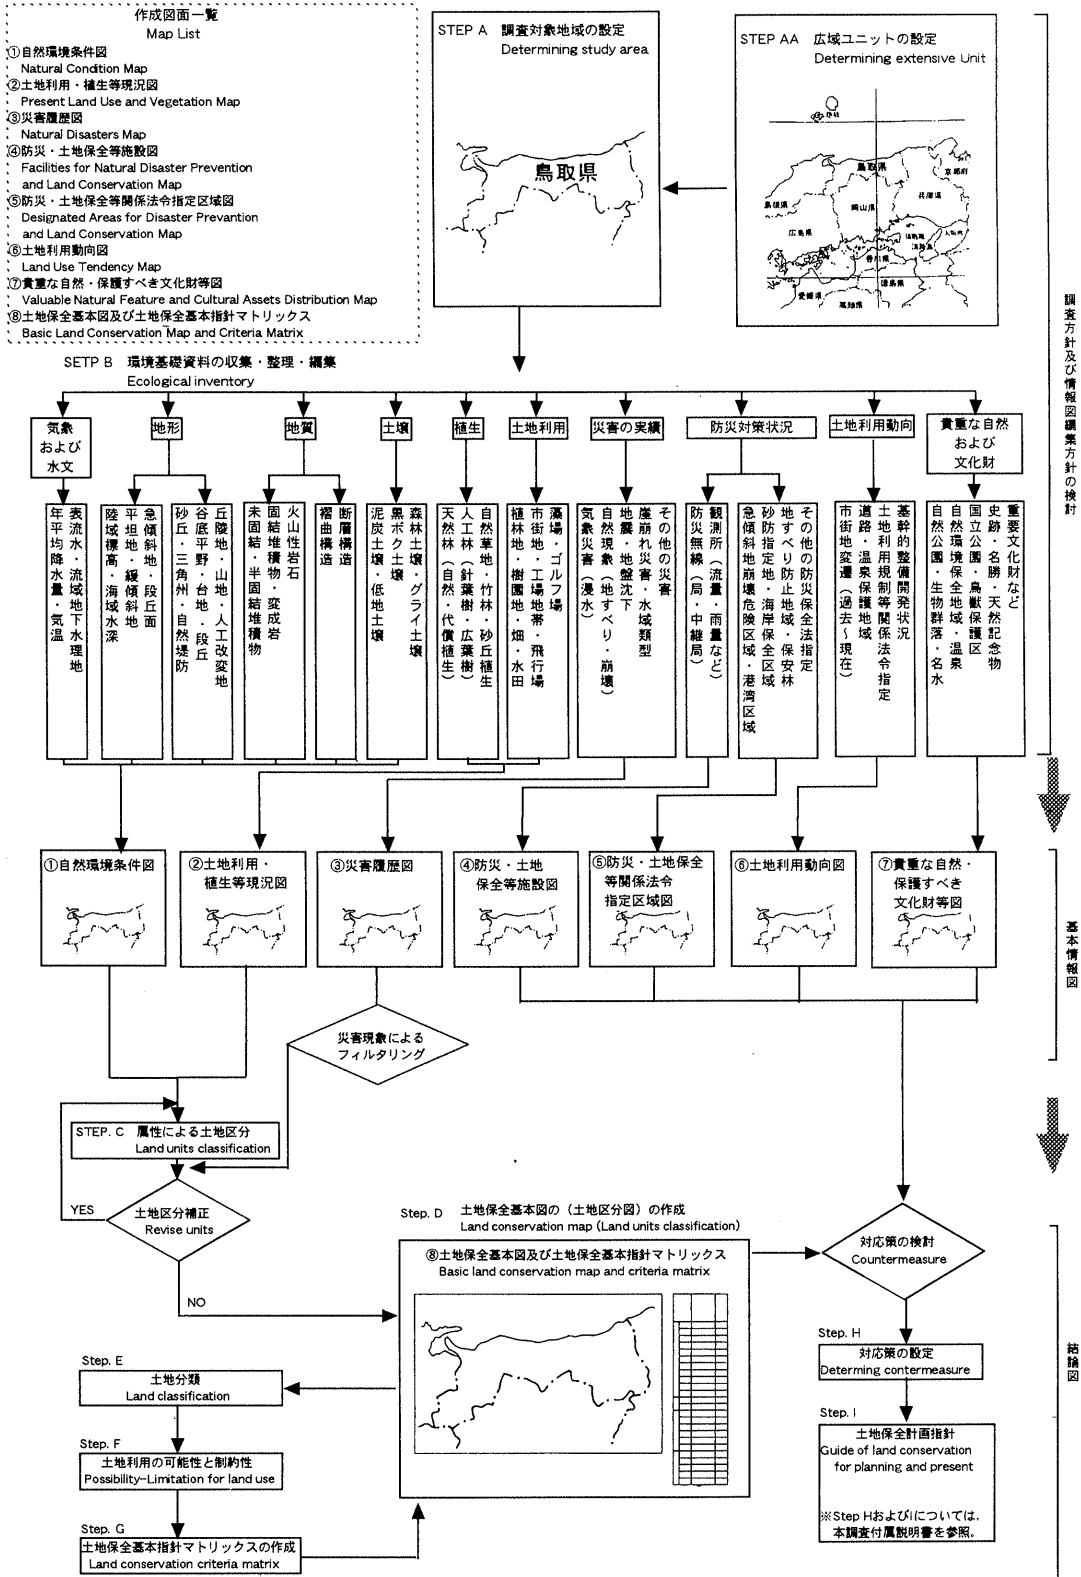 作成図面一覧
Map List
①自然環境条件図
Natural Condition Map
②土地利用・植生等現況図
Present Land Use and Vegetation Map
③災害履歴図
Natural Disasters Map
④防災・土地保全等施設図
Facilities for Natural Disaster Prevention
and Land Conservation Map
⑤防災・土地保全等関係法令指定区域図
Designated Areas for Disaster Prevantion
and Land Conservation Map
⑥土地利用動向図
Land Use Tendency Map
⑦貴重な自然・保護すべき文化財等図
Valuable Natural Feature and Cultural Assets Distribution Map
⑧土地保全基本図及び土地保全基本指針マトリックス
Basic Land Conservation Map and Criteria Matrix
STEP A 調査対象地域の設定
Determining study area
鳥取県
STEP AA 広域ユニットの設定
Determining extensive Unit
鳥取県
京都府
兵庫県
島根県
岡山県
広島県
香川県
徳島県
愛媛県
高知県
調査方針及び情報図編集方針の検討
SETP B 環境基礎資料の収集・整理・編集
Ecological inventory
気象
および
水文
地形
地質
土壌
植生
土地利用
災害の実績
防災対策状況
土地利用動向
貴重な自然
および
文化財
表流水・流域地下水理地
年平均降水量・気温
急傾斜地・段丘面
平坦地・緩傾斜地
陸域標高・海域水深
丘陵地・山地・人工改変地
谷底平野・台地・段丘
砂丘・三角州・自然堤防
火山性岩石
固結堆積物・変成岩
未固結・半固結堆積物
断層構造
褶曲構造
森林土壌・グライ土壌
黒ボク土壌
泥炭土壌・低地土壌
自然草地・竹林・砂丘植生
人工林(針葉樹・広葉樹)
天然林(自然・代償植生)
藻場・ゴルフ場
市街地・工場地帯・飛行場
植林地・樹園地・畑・水田
その他の災害
崖崩れ災害・水域類型
地震・地盤沈下
自然現象(地すべり・崩壊)
気象災害(浸水)
観測所(流量・雨量など)
防災無線(局・中継局)
その他の防災保全法指定
地すべり防止地域・保安林
砂防指定地・海岸保全区域
急傾斜地崩壊危険区域・港湾区域
基幹的整備開発状況
土地利用規制等関係法令指定
道路・温泉保護地域
市街地変遷(過去~現在)
重要文化財など
史跡・名勝・天然記念物
国立公園・鳥獣保護区
自然環境保全地域・温泉
自然公園・生物群落・名水
①自然環境条件図
②土地利用・
植生等現況図
③災害履歴図
④防災・土地
保全等施設図
⑤防災・土地保全
等関係法令
指定区域図
⑥土地利用動向図
⑦貴重な自然・
保護すべき
文化財等図
基本情報図
災害現象による
フィルタリング
STEP. C 属性による土地区分
Land units classification
YES
土地区分補正
Revise units
NO
Step. D 土地保全基本図の(土地区分図)の作成
Land conservation map (Land units classification)
⑧土地保全基本図及び土地保全基本指針マトリックス
Basic land conservation map and criteria matrix
対応策の検討
Countermeasure
Step. E
土地分類
Land classification
Step. F
土地利用の可能性と制約性
Possibility-Limitation for land use
Step. G
土地保全基本指針マトリックスの作成
Land conservation criteria matrix
Step. H
対応策の設定
Determing contermeasure
Step. I
土地保全計画指針
Guide of land conservation
for planning and present
※Step HおよびIについては、
本調査付属説明書を参照。
結論図